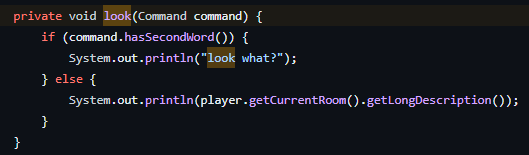 private void look(Command command) {
if (command.hasSecondWord()) {
System.out.println("look what?");
} else {
System.out.println(player.getCurrentRoom().getLongDescription());
}
}